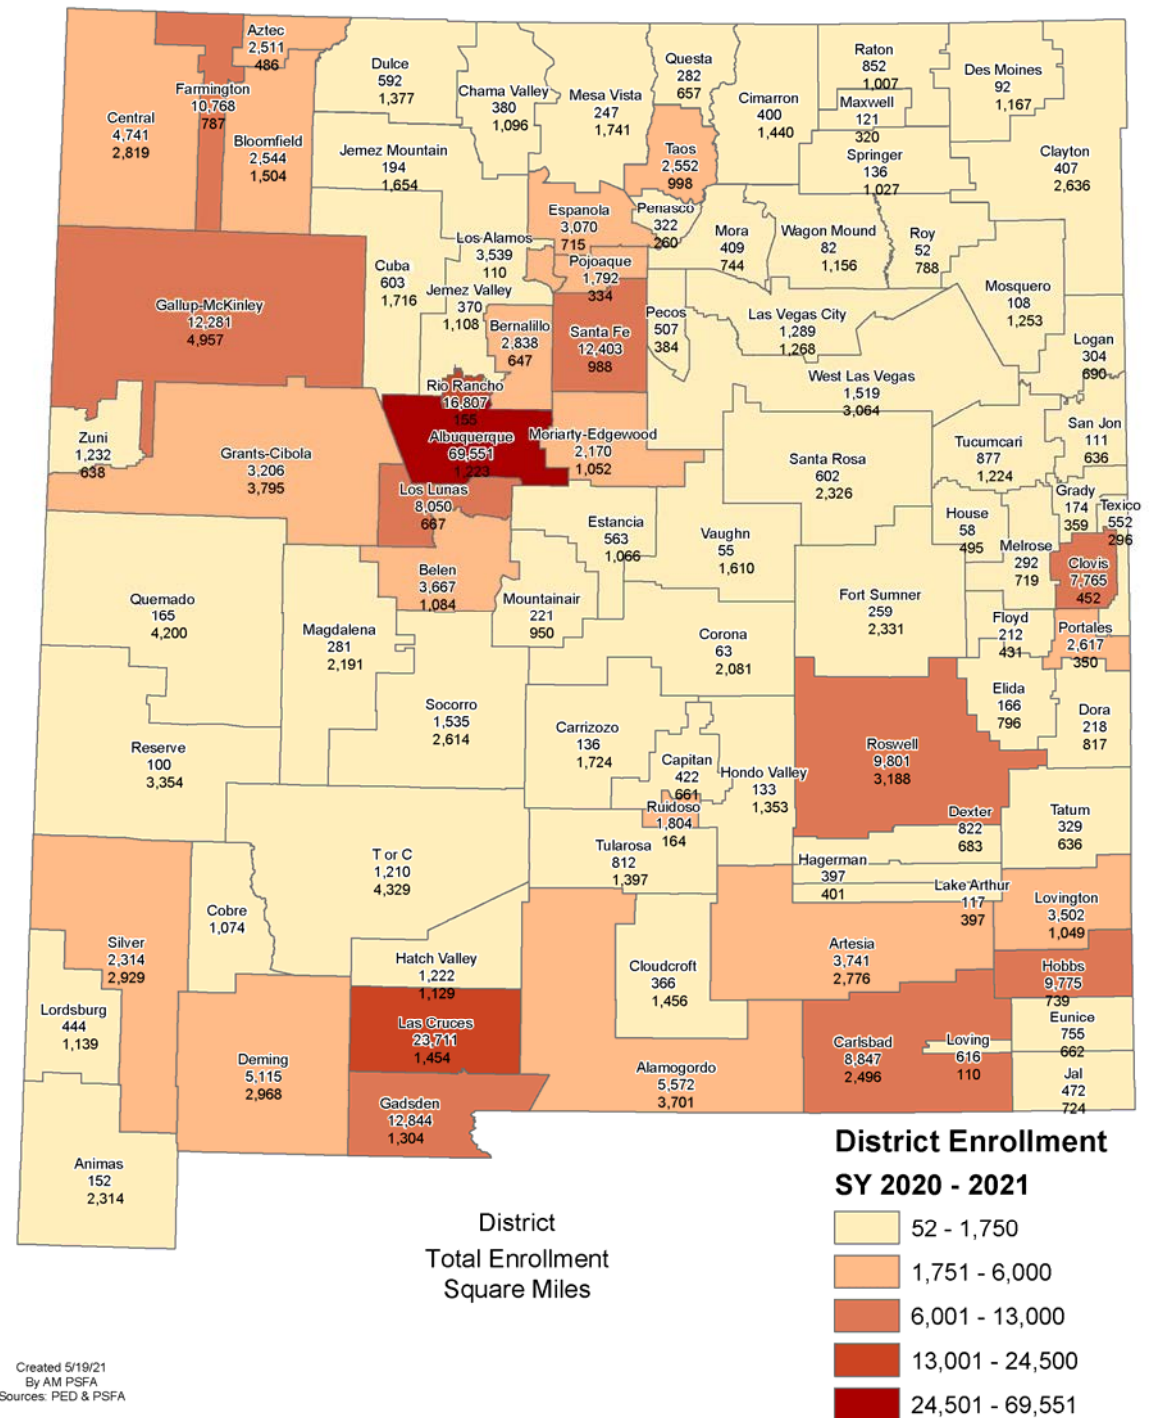 Aztec
2,511
486
Farmington
10,768
787
Central
4,741
2,819
Bloomfield
2,544
1,504
Dulce
592
1,377
Chama Valley
380
1,096
Mesa Vista
247
1,741
Questa
282
657
Cimarron
400
1,440
Raton
852
1,007
Maxwell
121
320
Des Moines
92
1,167
Springer
136
1,027
Clayton
407
2,636
Jemez Mountain
194
1,654
Taos
2,552
998
Espanola
3,070
715
Penasco
322
260
Mora
409
744
Wagon Mound
82
1,156
Roy
52
788
Los Alamos
3,539
110
Pojoaque
1,792
334
Cuba
603
1,716
Jemez Valley
370
1,108
Gallup-McKinley
12,281
4,957
Bernalillo
2,838
647
Santa Fe
12,403
988
Pecos
507
384
Las Vegas City
1,289
1,268
Mosquero
108
1,253
Logan
304
690
West Las Vegas
1,519
3,064
Rio Rancho
16,807
155
Albuquerque
69,551
1,223
Moriarty-Edgewood
2,170
1,052
Zuni
1,232
638
Grants-Cibola
3,206
3,795
Santa Rosa
602
2,326
Tucumcari
877
1,224
San Jon
111
636
Los Lunas
8,050
667
Grady
174
359
Texico
552
296
House
58
495
Estancia
563
1,066
Vaughn
55
1,610
Melrose
292
719
Clovis
7,765
452
Belen
3,667
1,084
Quemado
165
4,200
Mountainair
221
950
Fort Sumner
259
2,331
Magdalena
281
2,191
Corona
63
2,081
Floyd
212
431
Portales
2,617
350
Elida
166
796
Dora
218
817
Socorro
1,535
2,614
Reserve
100
3,354
Carrizozo
136
1,724
Capitan
422
661
Hondo Valley
133
1,353
Roswell
9,801
3,188
Ruidoso
1,804
164
Dexter
822
683
Tatum
329
636
Tularosa
812
1,397
T or C
1,210
4,329
Hagerman
397
401
Lake Arthur
117
397
Lovington
3,502
1,049
Cobre
1,074
Silver
2,314
2,929
Hatch Valley
1,222
1,129
Cloudcroft
366
1,456
Artesia
3,741
2,776
Hobbs
9,775
739
Lordsburg
444
1,139
Las Cruces
23,711
1,454
Eunice
755
662
Carlsbad
8,847
2,496
Loving
616
110
Deming
5,115
2,968
Alamogordo
5,572
3,701
Jal
472
724
Gadsden
12,844
1,304
Animas
152
2,314
District
Total Enrollment
Square Miles
District Enrollment
SY 2020 - 2021
52 - 1,750
1,751 - 6,000
6,001 - 13,000
13,001 - 24,500
24,501 - 69,551
Created 5/19/21
By AM PSFA
Sources: PED & PSFA